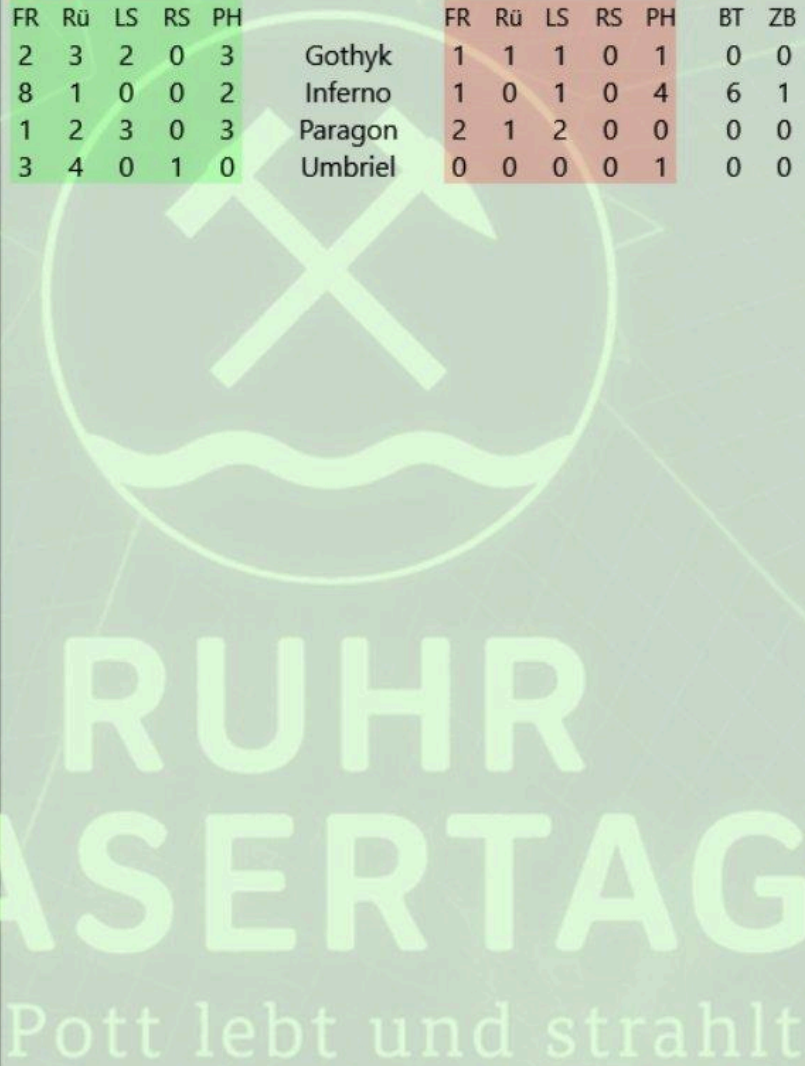 FR Rü LS RS PH FR Rü LS RS PH BT ZB
2 3 2 0 3 Gothyk 1 1 1 0 1 0 0
8 1 0 0 2 Inferno 1 0 1 0 4 6 1
1 2 3 0 3 Paragon 2 1 2 0 0 0 0
3 4 0 1 0 Umbriel 0 0 0 0 1 0 0
RUHR
ASERTAG
Pott lebt und strahlt